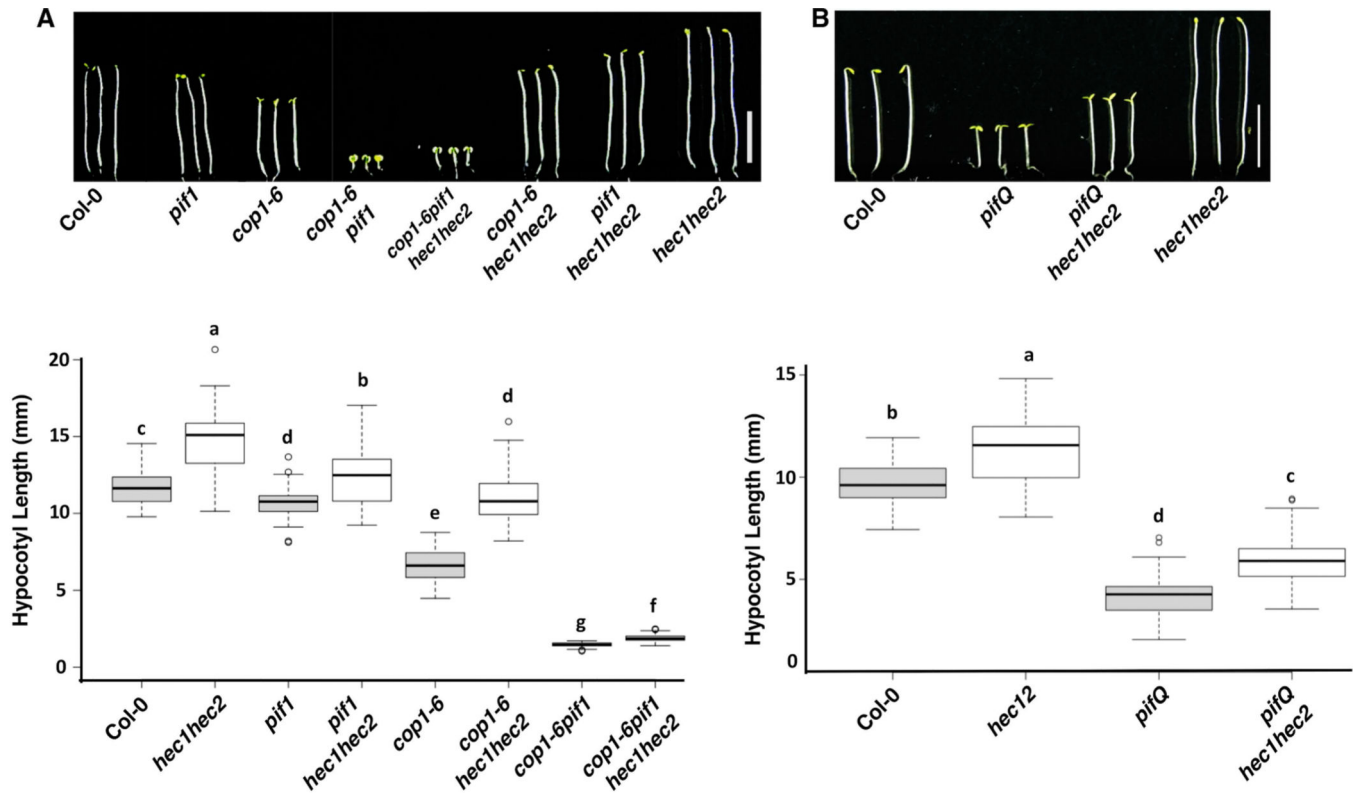 A
Col-0
pif1
cop1-6
cop1-6
pif1
cop1-6pif1
hec1hec2
cop1-6
hec1hec2
pif1
hec1hec2
hec1hec2
B
Col-0
pifQ
pifQ
hec1hec2
hec1hec2
Hypocotyl Length (mm)
20
15
10
5
0
c
a
d
b
e
d
g
f
Col-0
hec1hec2
pif1
pif1
hec1hec2
cop1-6
cop1-6
hec1hec2
cop1-6pif1
cop1-6pif1
hec1hec2
Hypocotyl Length (mm)
15
10
5
0
b
a
d
c
Col-0
hec12
pifQ
pifQ
hec1hec2